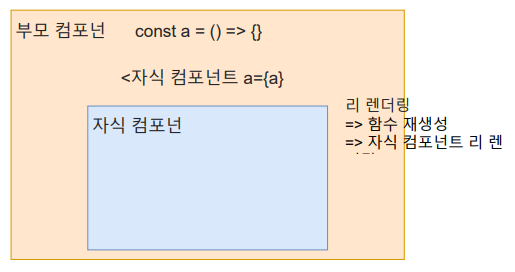 부모 컴포넌
const a = () => {}
<자식 컴포넌트 a={a}
자식 컴포넌
리 렌더링
=> 함수 재생성
=> 자식 컴포넌트 리 렌